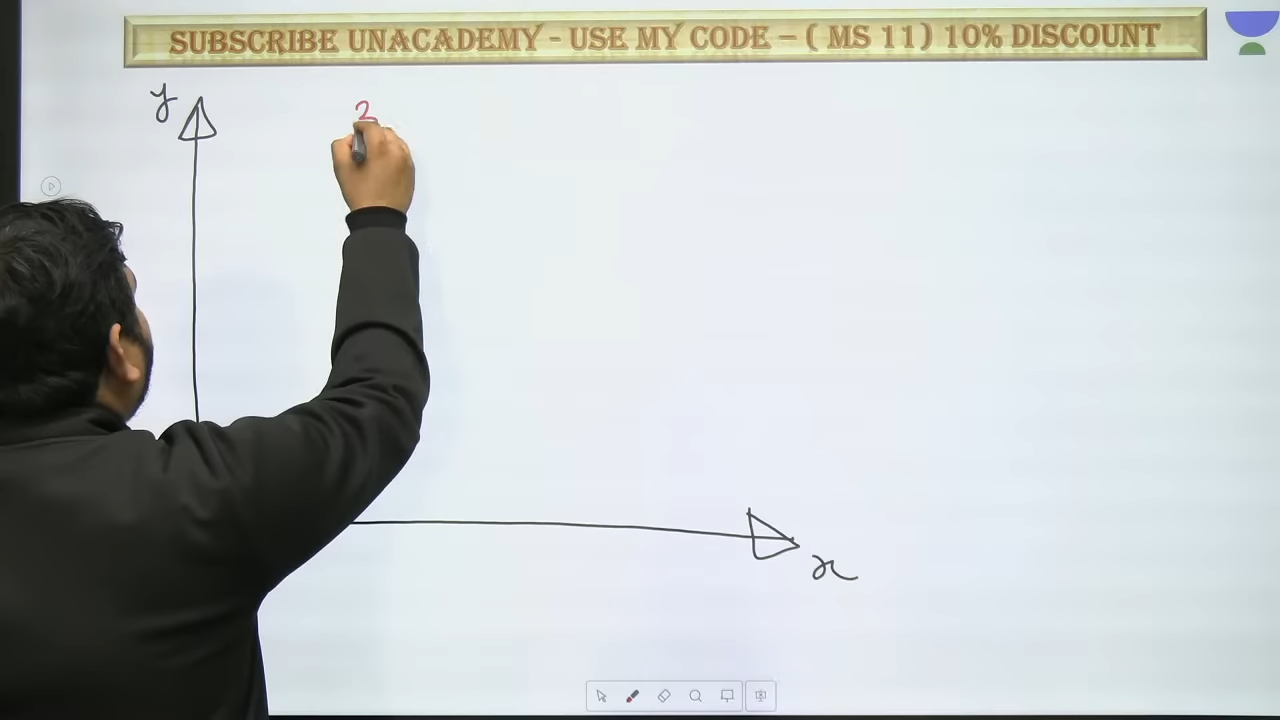 SUBSCRIBE UNACADEMY - USE MY CODE – ( MS 11) 10% DISCOUNT
y
2
x